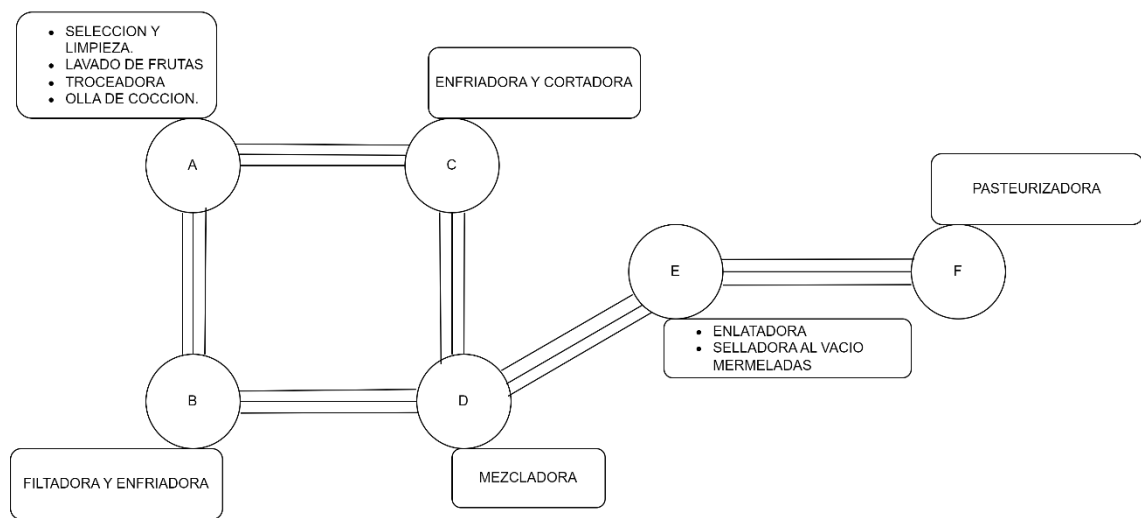 • SELECCION Y
LIMPIEZA.
• LAVADO DE FRUTAS
• TROCEADORA
• OLLA DE COCCION.
ENFRIADORA Y CORTADORA
A
C
PASTEURIZADORA
E
F
• ENLATADORA
• SELLADORA AL VACIO
MERMELADAS
B
D
FILTADORA Y ENFRIADORA
MEZCLADORA